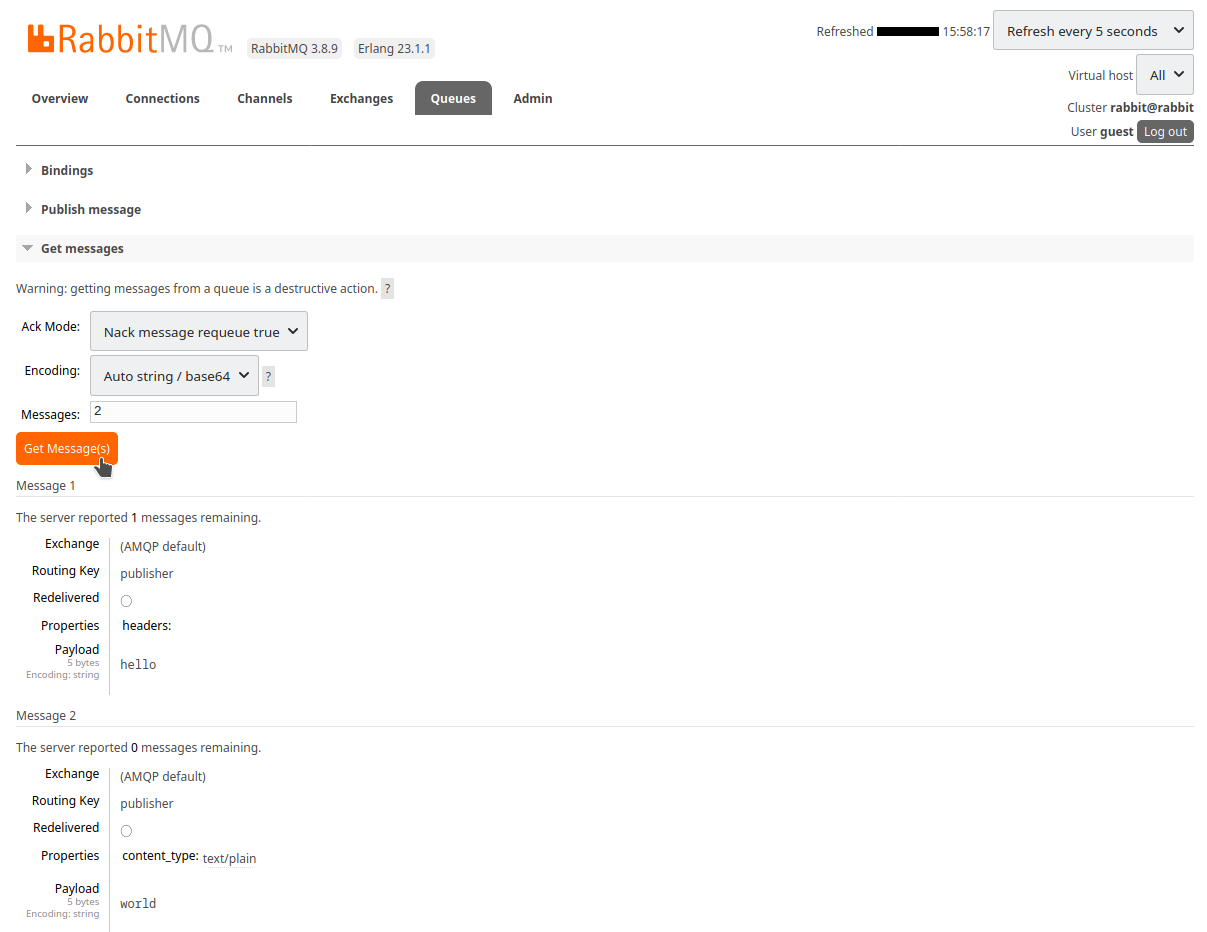 RabbitMQ TM RabbitMQ 3.8.9 Erlang 23.1.1
Refreshed 15:58:17 Refresh every 5 seconds
Virtual host All
Cluster rabbit@rabbit
User guest Log out
Overview Connections Channels Exchanges Queues Admin
Bindings
Publish message
Get messages
Warning: getting messages from a queue is a destructive action. ?
Ack Mode: Nack message requeue true
Encoding: Auto string / base64 ?
Messages: 2
Get Message(s)
Message 1
The server reported 1 messages remaining.
Exchange (AMQP default)
Routing Key publisher
Redelivered
Properties headers:
Payload
5 bytes
Encoding: string
hello
Message 2
The server reported 0 messages remaining.
Exchange (AMQP default)
Routing Key publisher
Redelivered
Properties content_type: text/plain
Payload
5 bytes
Encoding: string
world